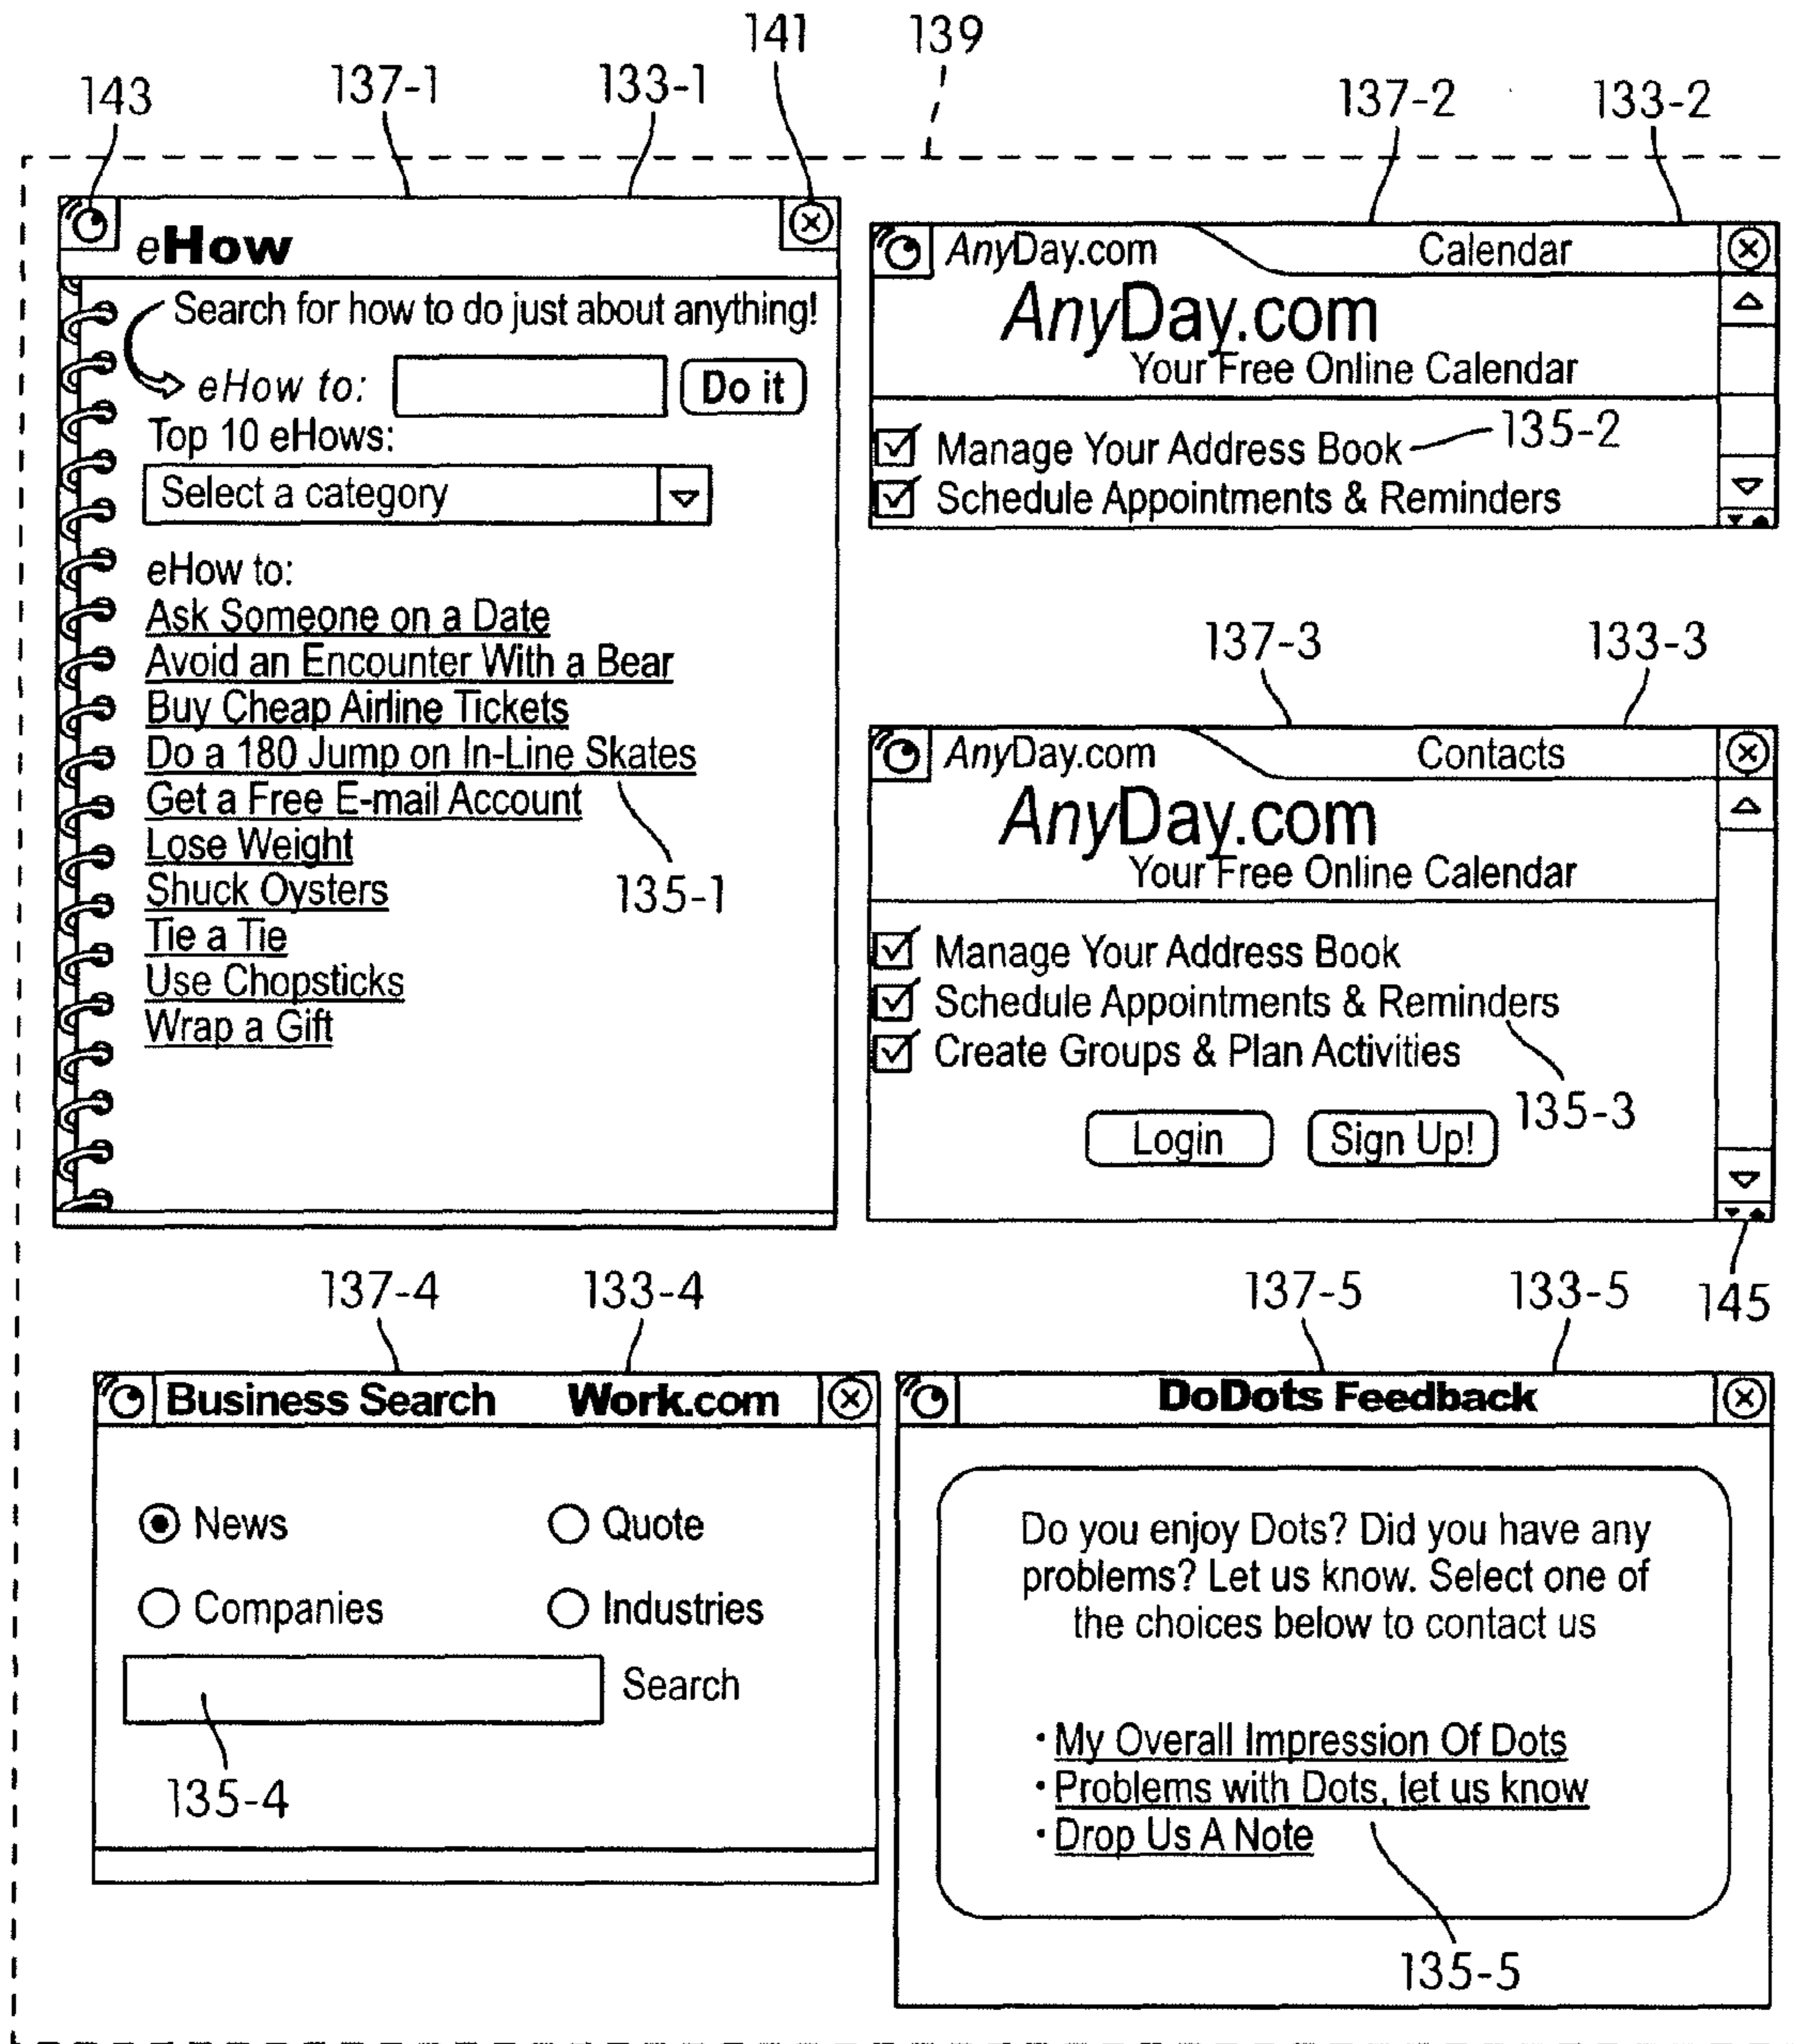 141
139
143
137-1
133-1
137-2
133-2
eHow
Search for how to do just about anything!
eHow to:
Do it
Top 10 eHows:
Select a category
eHow to:
Ask Someone on a Date
Avoid an Encounter With a Bear
Buy Cheap Airline Tickets
Do a 180 Jump on In-Line Skates
Get a Free E-mail Account
Lose Weight
Shuck Oysters
Tie a Tie
Use Chopsticks
Wrap a Gift
135-1
AnyDay.com
Calendar
AnyDay.com
Your Free Online Calendar
Manage Your Address Book
135-2
Schedule Appointments & Reminders
137-3
133-3
AnyDay.com
Contacts
AnyDay.com
Your Free Online Calendar
Manage Your Address Book
Schedule Appointments & Reminders
Create Groups & Plan Activities
135-3
Login
Sign Up!
145
137-4
133-4
Business Search
Work.com
News
Quote
Companies
Industries
Search
135-4
137-5
133-5
DoDots Feedback
Do you enjoy Dots? Did you have any
problems? Let us know. Select one of
the choices below to contact us
· My Overall Impression Of Dots
· Problems with Dots, let us know
· Drop Us A Note
135-5